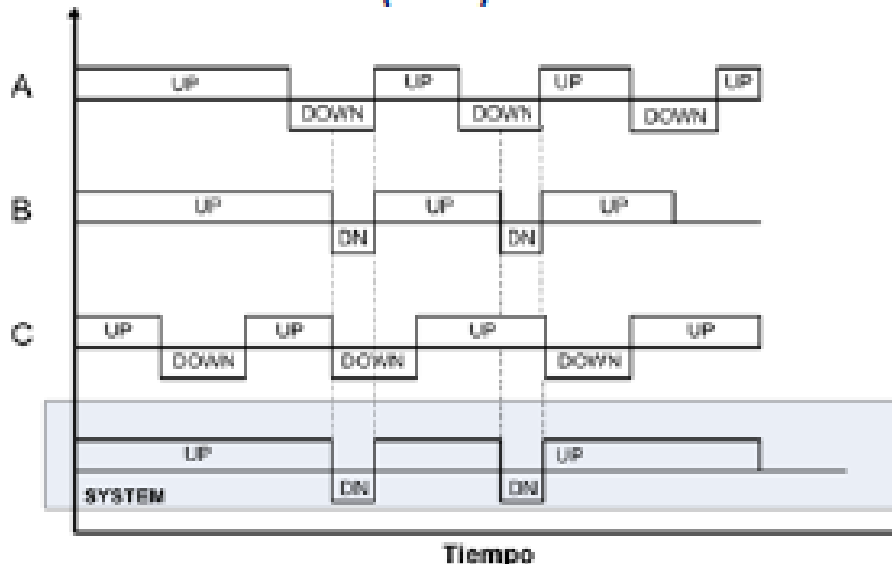 A
UP UP UP UP
DOWN DOWN DOWN
B
UP UP UP
DN DN
C
UP UP UP UP
DOWN DOWN DOWN
UP UP
DN DN
SYSTEM
Tiempo